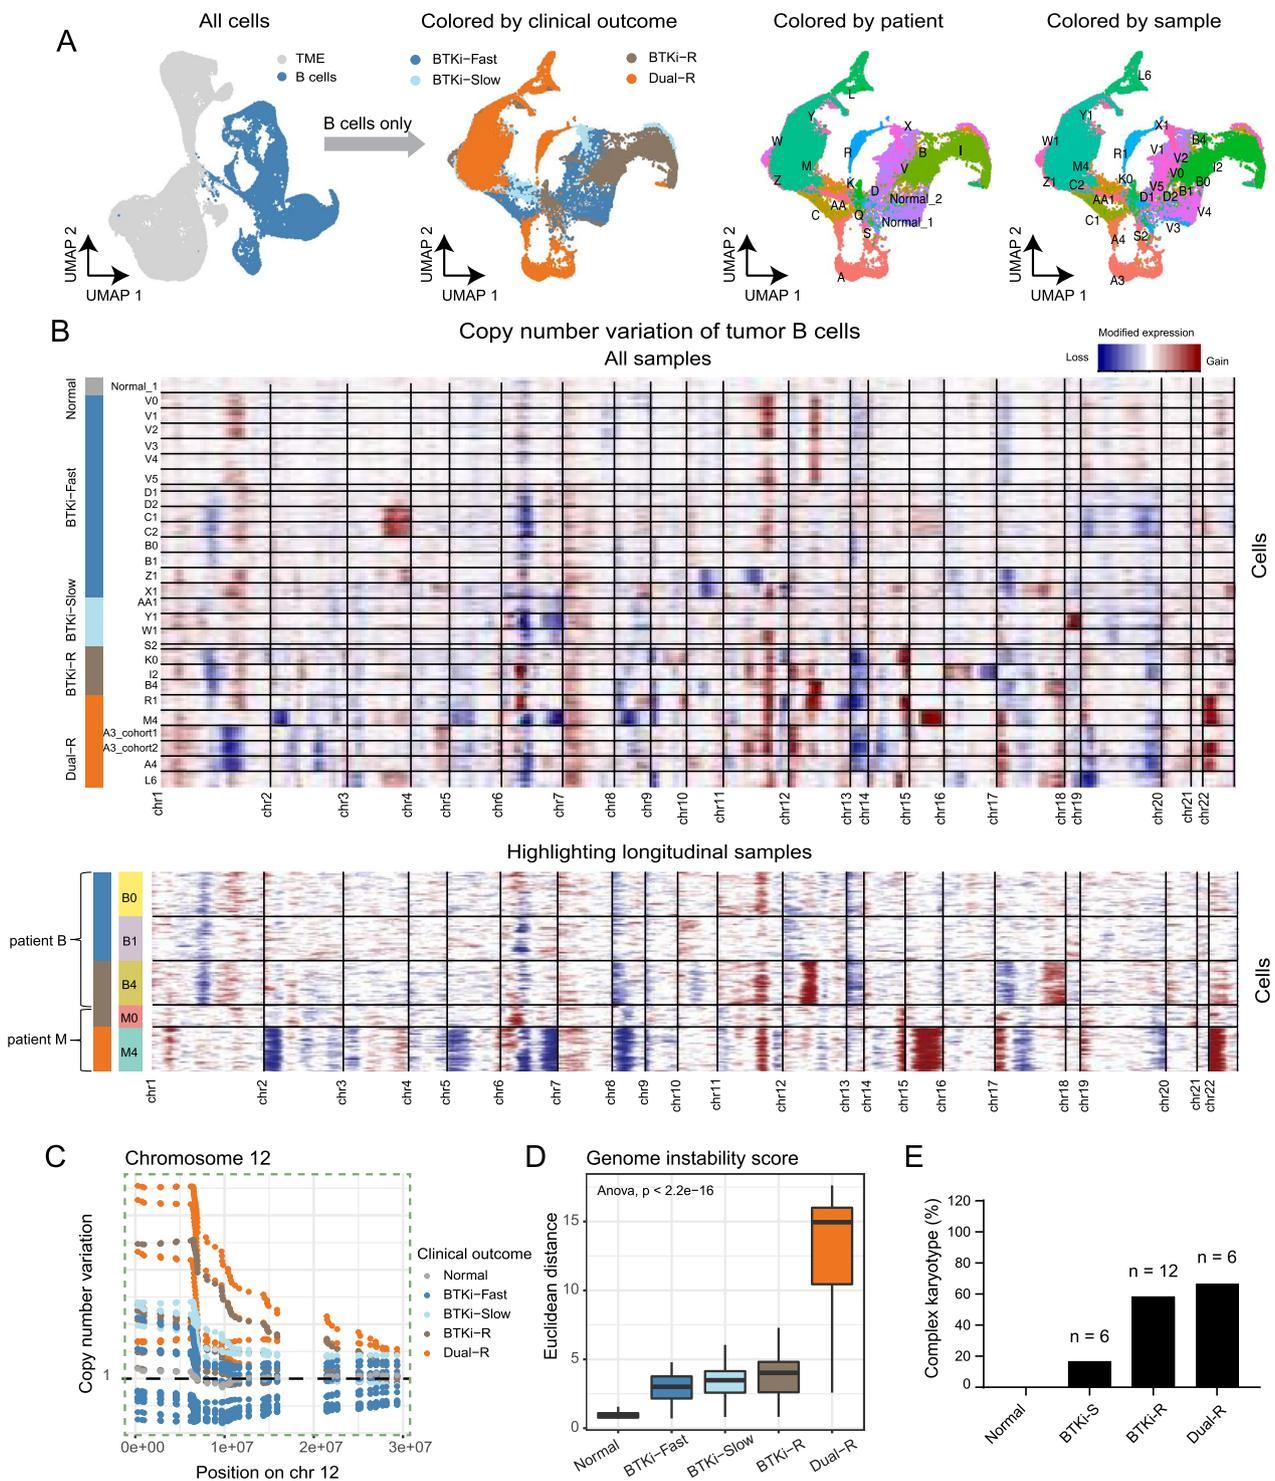 A
All cells
TME
B cells
B cells only
UMAP 2
UMAP 1
Colored by clinical outcome
BTKi−Fast
BTKi−Slow
BTKi−R
Dual−R
UMAP 2
UMAP 1
Colored by patient
L
Y
W
M
Z
R
X
B
I
V
K
D
AA
C
Q
S
Normal_2
Normal_1
A
UMAP 2
UMAP 1
Colored by sample
L6
Y1
W1
M4
Z1
C2
R1
X1
B4
V1
V2
I2
V0
K0
V5
B0
B1
AA1
D1
D2
V4
C1
V3
A4
S2
A3
UMAP 2
UMAP 1
B
Copy number variation of tumor B cells
All samples
Modified expression
Loss
Gain
Normal
BTKi−Fast
BTKi−Slow
BTKi−R
Dual−R
Normal_1
V0
V1
V2
V3
V4
V5
D1
D2
C1
C2
B0
B1
Z1
X1
AA1
Y1
W1
S2
K0
I2
B4
R1
M4
A3_cohort1
A3_cohort2
A4
L6
Cells
chr1
chr2
chr3
chr4
chr5
chr6
chr7
chr8
chr9
chr10
chr11
chr12
chr13
chr14
chr15
chr16
chr17
chr18
chr19
chr20
chr21
chr22
Highlighting longitudinal samples
patient B
patient M
B0
B1
B4
M0
M4
Cells
chr1
chr2
chr3
chr4
chr5
chr6
chr7
chr8
chr9
chr10
chr11
chr12
chr13
chr14
chr15
chr16
chr17
chr18
chr19
chr20
chr21
chr22
C
Chromosome 12
Copy number variation
1
0e+00
1e+07
2e+07
3e+07
Position on chr 12
Clinical outcome
Normal
BTKi−Fast
BTKi−Slow
BTKi−R
Dual−R
D
Genome instability score
Anova, p < 2.2e−16
Euclidean distance
15
10
5
0
Normal
BTKi−Fast
BTKi−Slow
BTKi−R
Dual−R
E
Complex karyotype (%)
120
100
80
60
40
20
0
n = 6
n = 12
n = 6
Normal
BTKi-S
BTKi-R
Dual-R